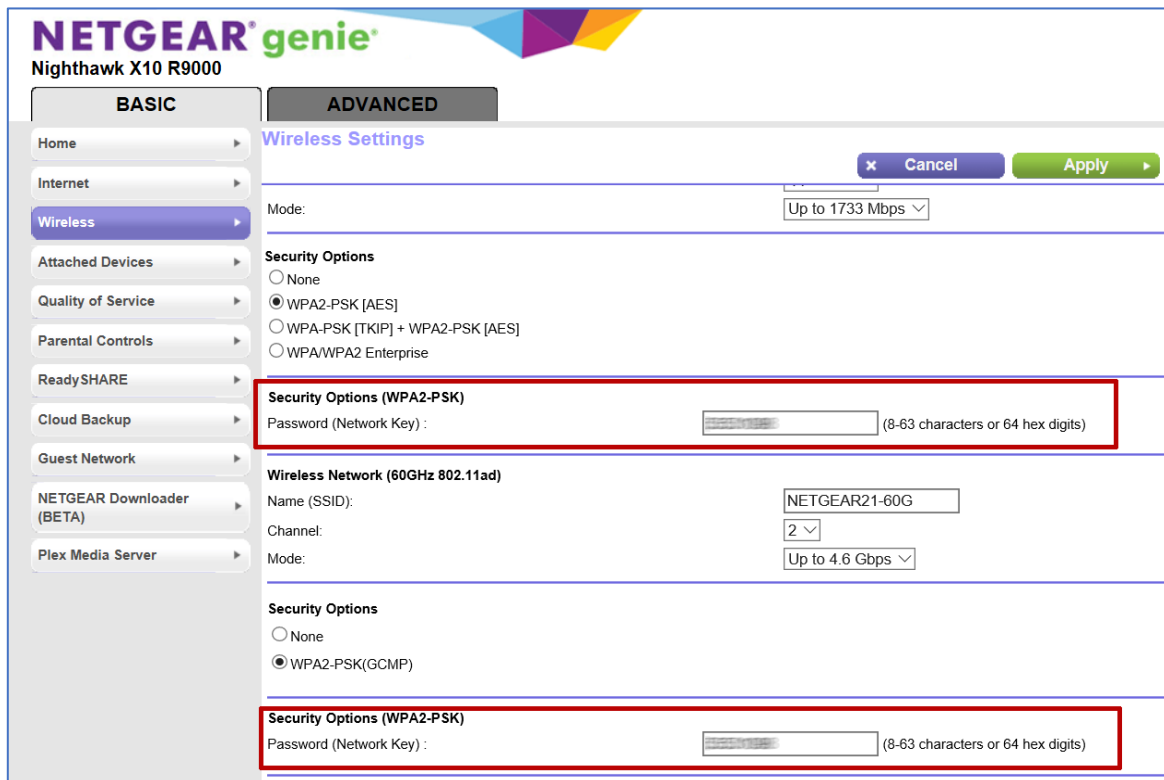 NETGEAR® genie®
Nighthawk X10 R9000
BASIC
ADVANCED
Home
Internet
Wireless
Attached Devices
Quality of Service
Parental Controls
ReadySHARE
Cloud Backup
Guest Network
NETGEAR Downloader
(BETA)
Plex Media Server
Wireless Settings
Cancel
Apply
Mode:
Up to 1733 Mbps
Security Options
None
WPA2-PSK [AES]
WPA-PSK [TKIP] + WPA2-PSK [AES]
WPA/WPA2 Enterprise
Security Options (WPA2-PSK)
Password (Network Key) :
(8-63 characters or 64 hex digits)
Wireless Network (60GHz 802.11ad)
Name (SSID):
NETGEAR21-60G
Channel:
2
Mode:
Up to 4.6 Gbps
Security Options
None
WPA2-PSK(GCMP)
Security Options (WPA2-PSK)
Password (Network Key) :
(8-63 characters or 64 hex digits)